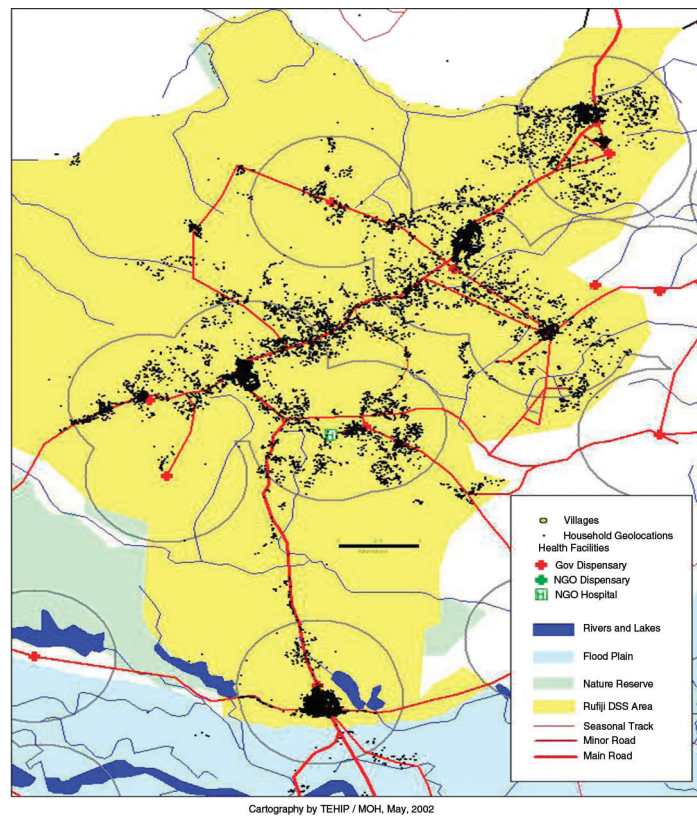 Villages
Household Geolocations
Health Facilities
Gov Dispensary
NGO Dispensary
H NGO Hospital
Rivers and Lakes
Flood Plain
Nature Reserve
Rufiji DSS Area
Seasonal Track
Minor Road
Main Road
H
Cartography by TEHIP / MOH, May, 2002